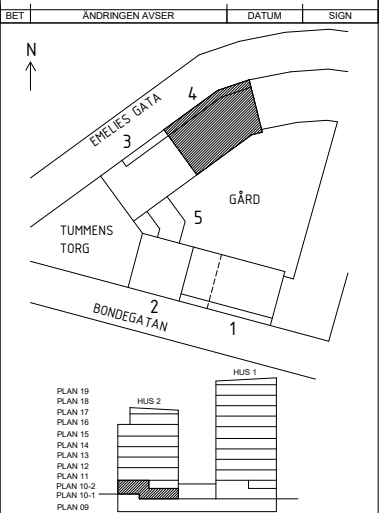 BET ÄNDRINGEN AVSER DATUM SIGN
N
EMELIES GATA
4
3
5
GÅRD
TUMMENS
TORG
BONDEGATAN
2
1
HUS 1
HUS 2
PLAN 19
PLAN 18
PLAN 17
PLAN 16
PLAN 15
PLAN 14
PLAN 13
PLAN 12
PLAN 11
PLAN 10-2
PLAN 10-1
PLAN 09